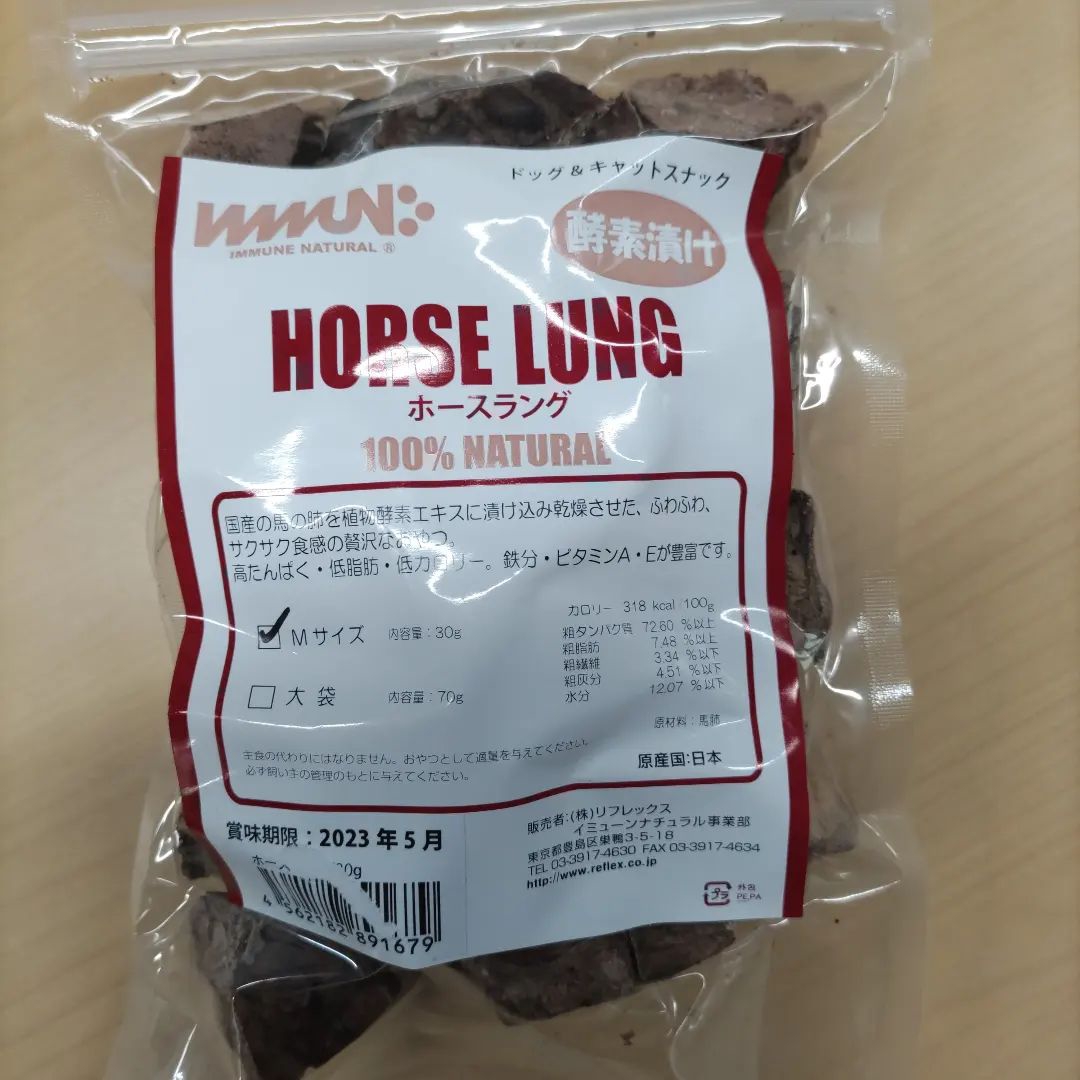 ドッグ&キャットスナック
IMMUN
IMMUNE NATURAL ®
酵素漬け
HORSE LUNG
ホースラング
100% NATURAL
国産の馬の肺を植物酵素エキスに漬け込み乾燥させた、ふわふわ、
サクサク食感の贅沢なおやつ。
高たんぱく・低脂肪・低カロリー。鉄分・ビタミンA・Eが豊富です。
Mサイズ 内容量:30g
大袋 内容量:70g
カロリー 318 kcal/100g
粗タンパク質 72.60 %以上
粗脂肪 7.48 %以上
粗繊維 3.34 %以下
粗灰分 4.51 %以下
水分 12.07 %以下
原材料:馬肺
主食の代わりにはなりません。おやつとして適量を与えてください。
必ず飼い主の管理のもとに与えてください。
原産国:日本
賞味期限:2023年5月
ホース
4 562182 891679
販売者:(株)リフレックス
イミューンナチュラル事業部
東京都豊島区巣鴨3-5-18
TEL 03-3917-4630 FAX 03-3917-4634
http://www.reflex.co.jp
プラ
外包
PE,PA